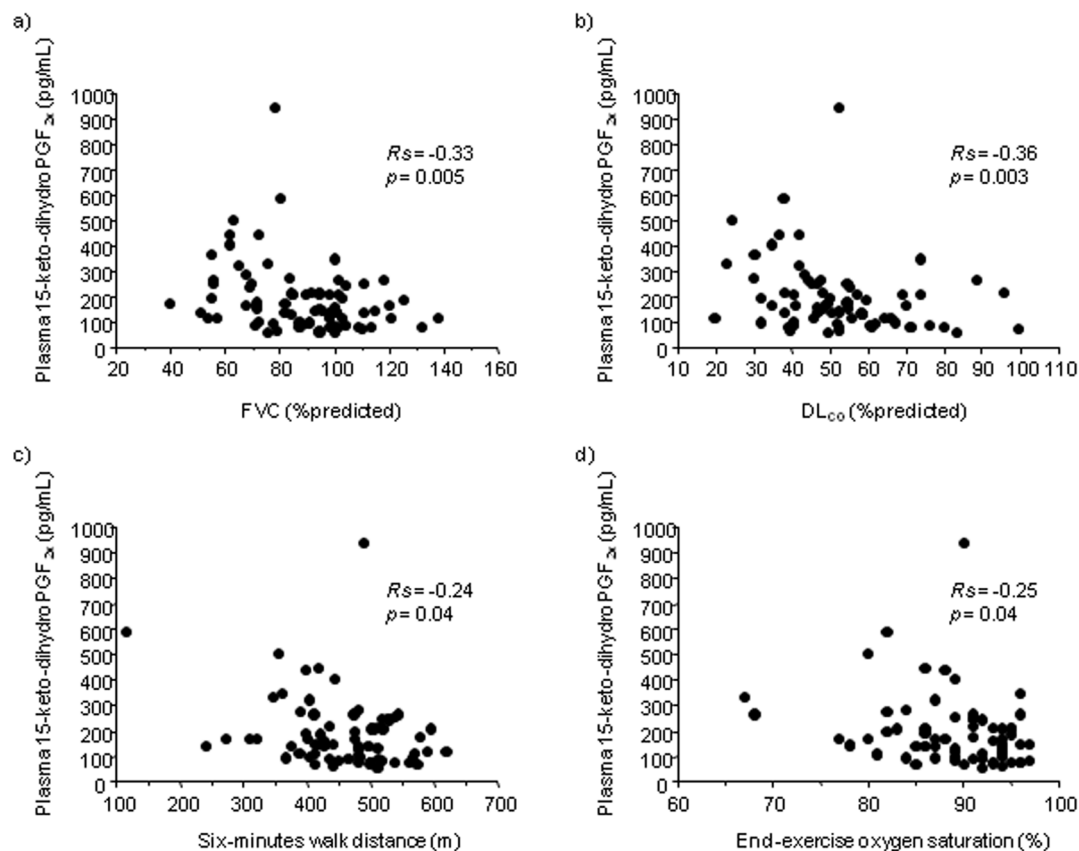 a)
Plasma 15-keto-dihydro PGF2x (pg/mL)
1000
900
800
700
600
500
400
300
200
100
0
Rs = -0.33
p = 0.005
20 40 60 80 100 120 140 160
FVC (%predicted)
b)
Plasma 15-keto-dihydro PGF2x (pg/mL)
1000
900
800
700
600
500
400
300
200
100
0
Rs = -0.36
p = 0.003
10 20 30 40 50 60 70 80 90 100 110
DLCO (%predicted)
c)
Plasma 15-keto-dihydro PGF2x (pg/mL)
1000
900
800
700
600
500
400
300
200
100
0
Rs = -0.24
p = 0.04
100 200 300 400 500 600 700
Six-minutes walk distance (m)
d)
Plasma 15-keto-dihydro PGF2x (pg/mL)
1000
900
800
700
600
500
400
300
200
100
0
Rs = -0.25
p = 0.04
60 70 80 90 100
End-exercise oxygen saturation (%)